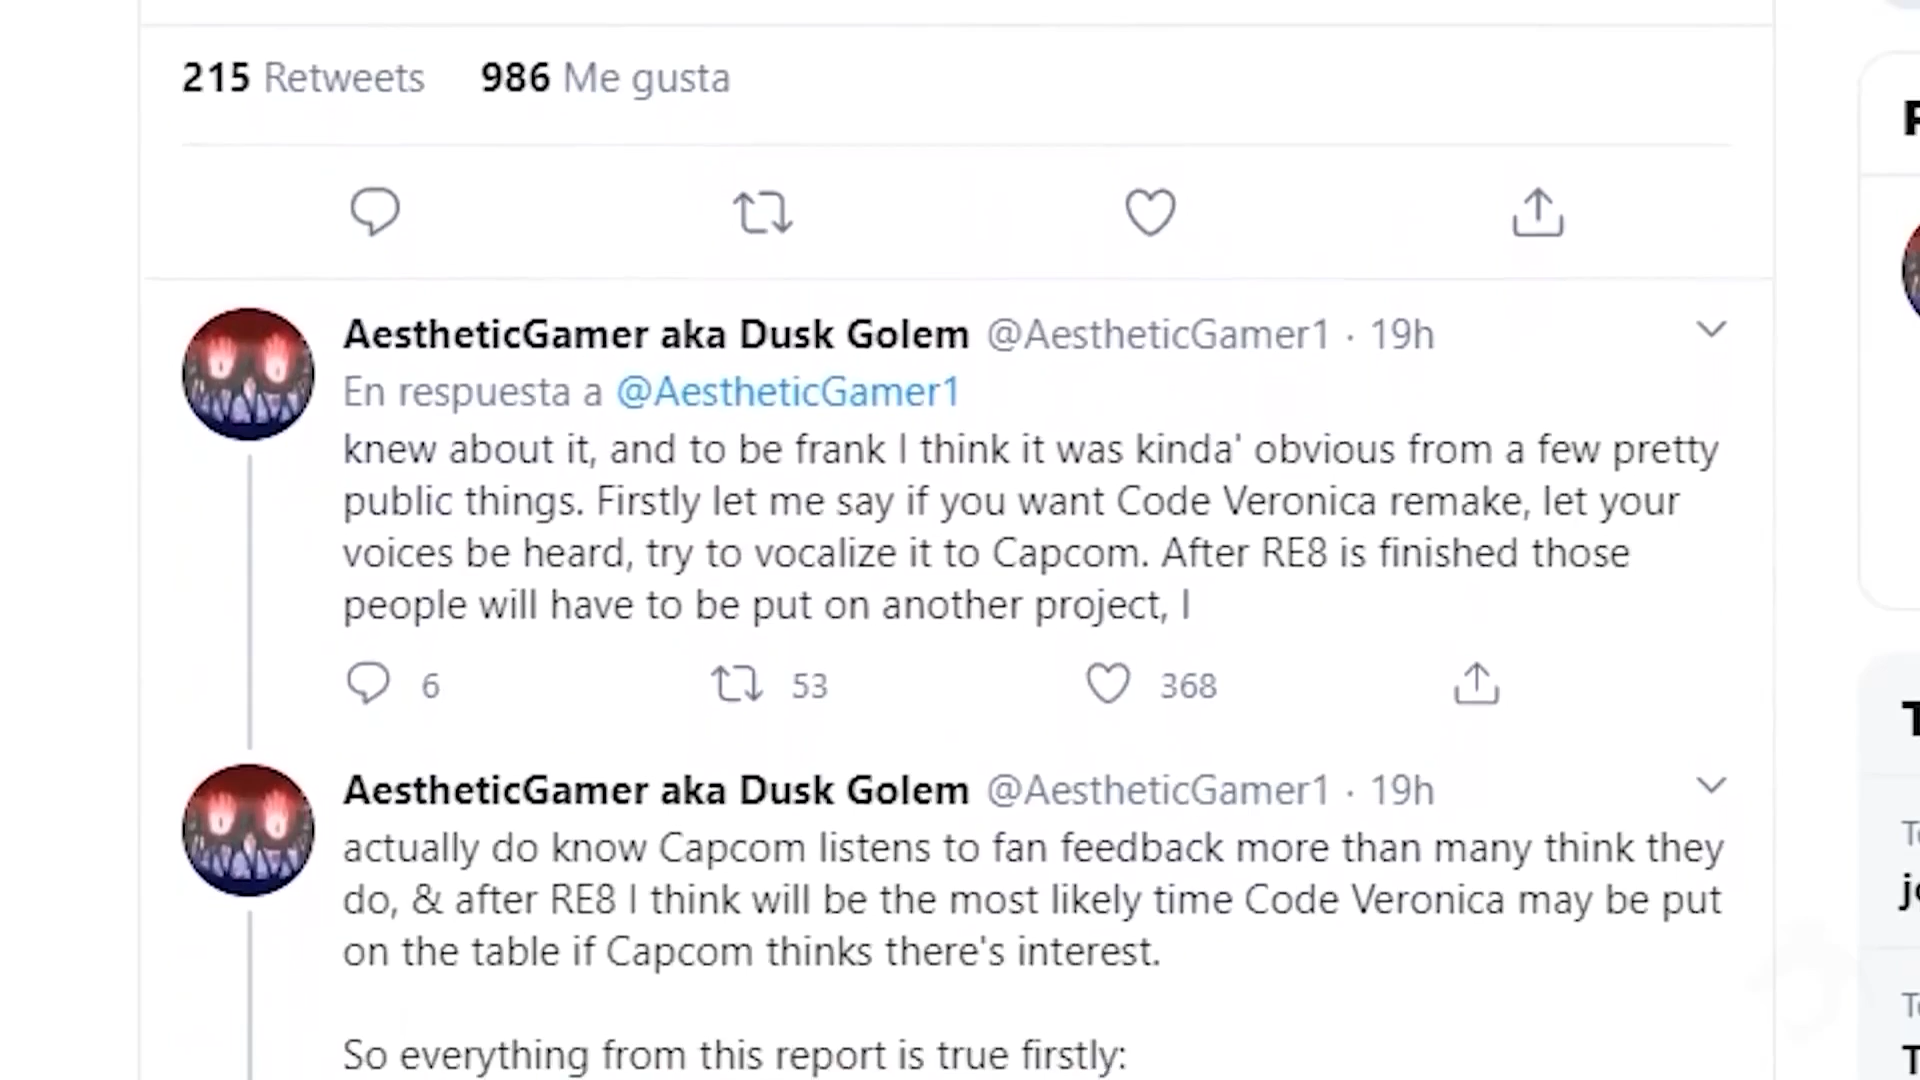 215 Retweets 986 Me gusta
AestheticGamer aka Dusk Golem @AestheticGamer1 · 19h
En respuesta a @AestheticGamer1
knew about it, and to be frank I think it was kinda' obvious from a few pretty
public things. Firstly let me say if you want Code Veronica remake, let your
voices be heard, try to vocalize it to Capcom. After RE8 is finished those
people will have to be put on another project, I
6 53 368
AestheticGamer aka Dusk Golem @AestheticGamer1 · 19h
actually do know Capcom listens to fan feedback more than many think they
do, & after RE8 I think will be the most likely time Code Veronica may be put
on the table if Capcom thinks there's interest.
So everything from this report is true firstly: